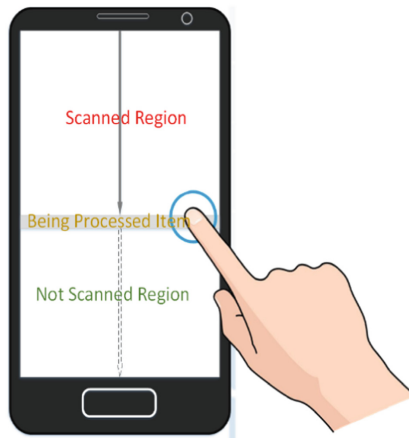 Scanned Region
Being Processed Item
Not Scanned Region